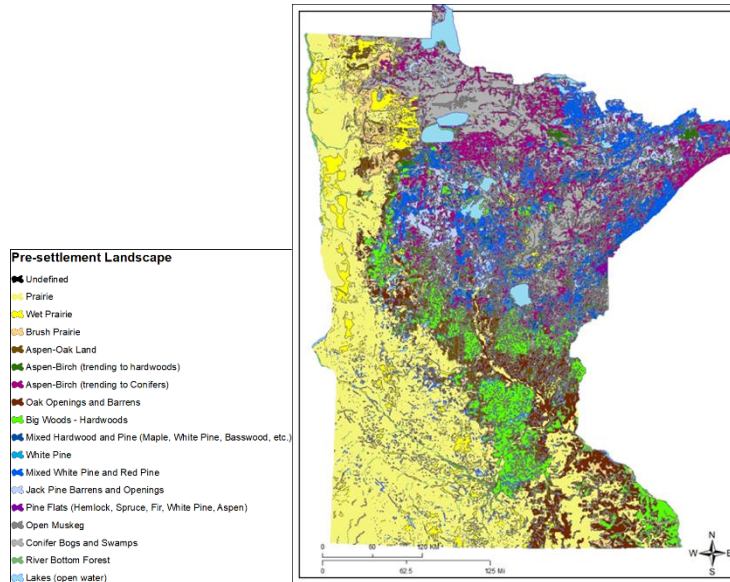 Pre-settlement Landscape
Undefined
Prairie
Wet Prairie
Brush Prairie
Aspen-Oak Land
Aspen-Birch (trending to hardwoods)
Aspen-Birch (trending to Conifers)
Oak Openings and Barrens
Big Woods - Hardwoods
Mixed Hardwood and Pine (Maple, White Pine, Basswood, etc.)
White Pine
Mixed White Pine and Red Pine
Jack Pine Barrens and Openings
Pine Flats (Hemlock, Spruce, Fir, White Pine, Aspen)
Open Muskeg
Conifer Bogs and Swamps
River Bottom Forest
Lakes (open water)
0 60 120 KM
0 62.5 125 Mi
N
W E
S